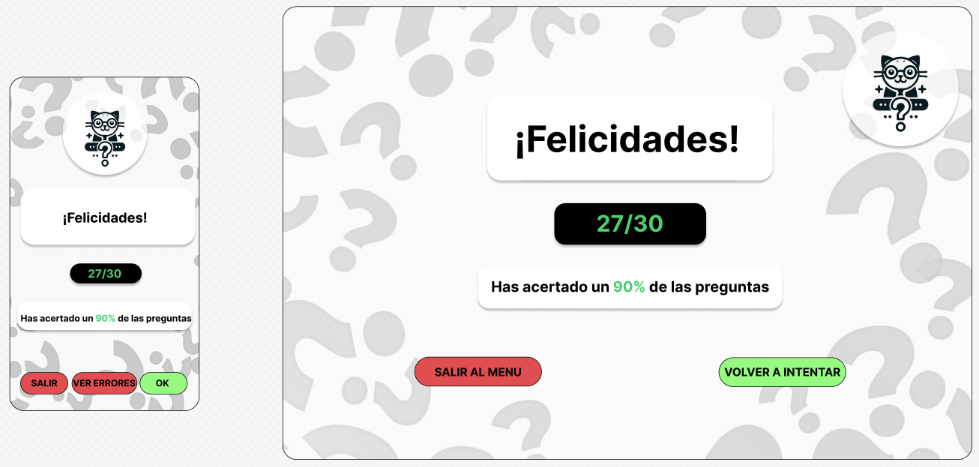 ¡Felicidades!
27/30
Has acertado un 90% de las preguntas
SALIR
VER ERRORES
OK
¡Felicidades!
27/30
Has acertado un 90% de las preguntas
SALIR AL MENU
VOLVER A INTENTAR